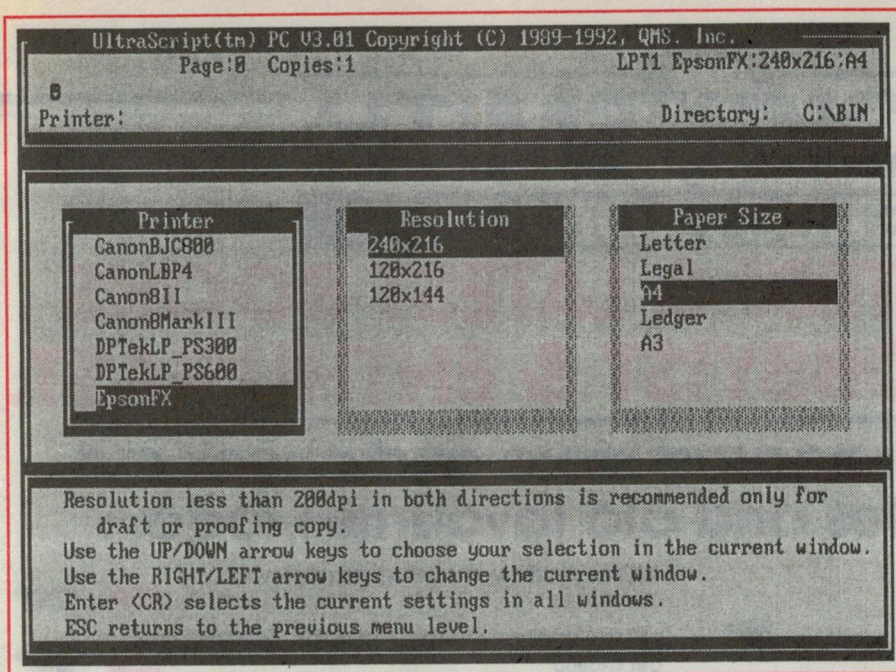 UltraScript(tm) PC V3.01 Copyright (C) 1989-1992, QMS. Inc.
Page:0 Copies:1 LPT1 EpsonFX:240x216:A4
0
Printer: Directory: C:\BIN
Printer
CanonBJC800
CanonLBP4
Canon8II
Canon8MarkIII
DPTekLP_PS300
DPTekLP_PS600
EpsonFX
Resolution
240x216
120x216
120x144
Paper Size
Letter
Legal
A4
Ledger
A3
Resolution less than 200dpi in both directions is recommended only for
draft or proofing copy.
Use the UP/DOWN arrow keys to choose your selection in the current window.
Use the RIGHT/LEFT arrow keys to change the current window.
Enter <CR> selects the current settings in all windows.
ESC returns to the previous menu level.